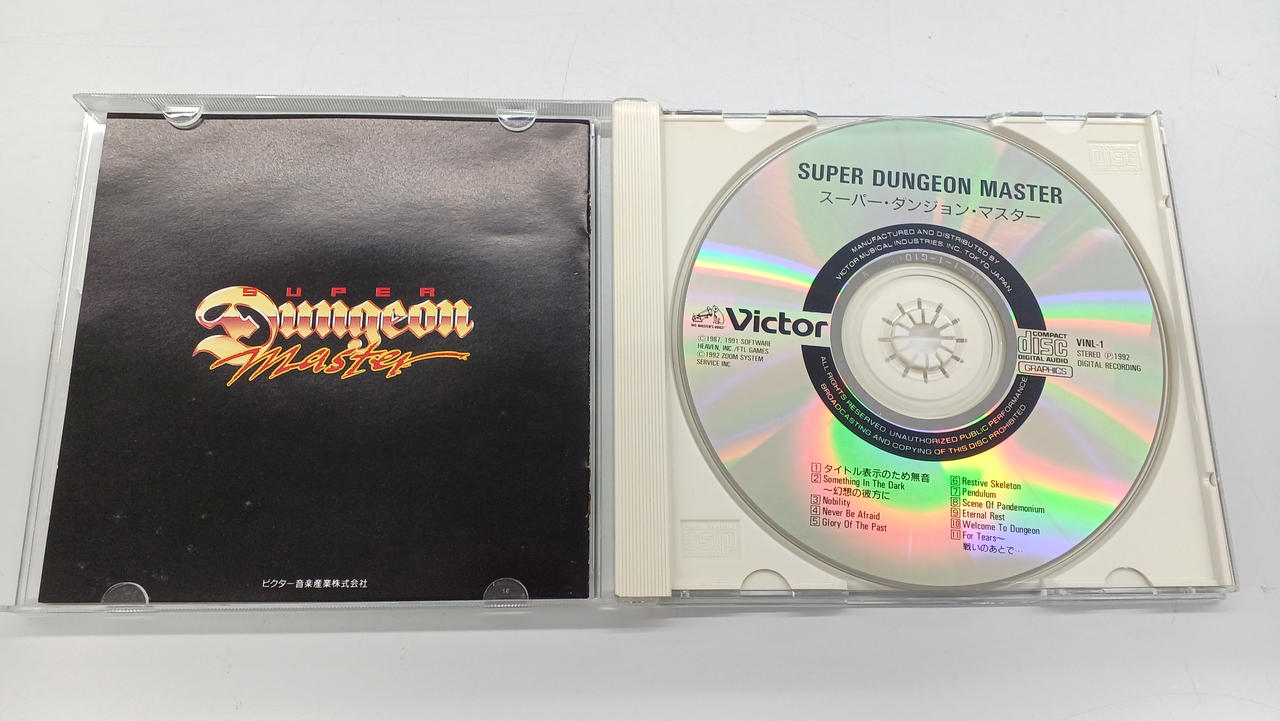 SUPER
Dungeon
Master
ビクター音楽産業株式会社
SUPER DUNGEON MASTER
スーパー・ダンジョン・マスター
MANUFACTURED AND DISTRIBUTED BY
VICTOR MUSICAL INDUSTRIES, INC. TOKYO, JAPAN
"HIS MASTER'S VOICE"
Victor
Ⓒ1987, 1991 SOFTWARE
HEAVEN, INC./FTL GAMES
Ⓒ1992 ZOOM SYSTEM
SERVICE INC.
COMPACT
disc
DIGITAL AUDIO
GRAPHICS
VINL-1
STEREO Ⓟ1992
DIGITAL RECORDING
ALL RIGHTS RESERVED. UNAUTHORIZED PUBLIC PERFORMANCE,
BROADCASTING AND COPYING OF THIS DISC PROHIBITED.
1 タイトル表示のため無音
2 Something In The Dark
〜幻想の彼方に
3 Nobility
4 Never Be Afraid
5 Glory Of The Past
6 Restive Skeleton
7 Pendulum
8 Scene Of Pandemonium
9 Eternal Rest
10 Welcome To Dungeon
11 For Tears〜
戦いのあとで…